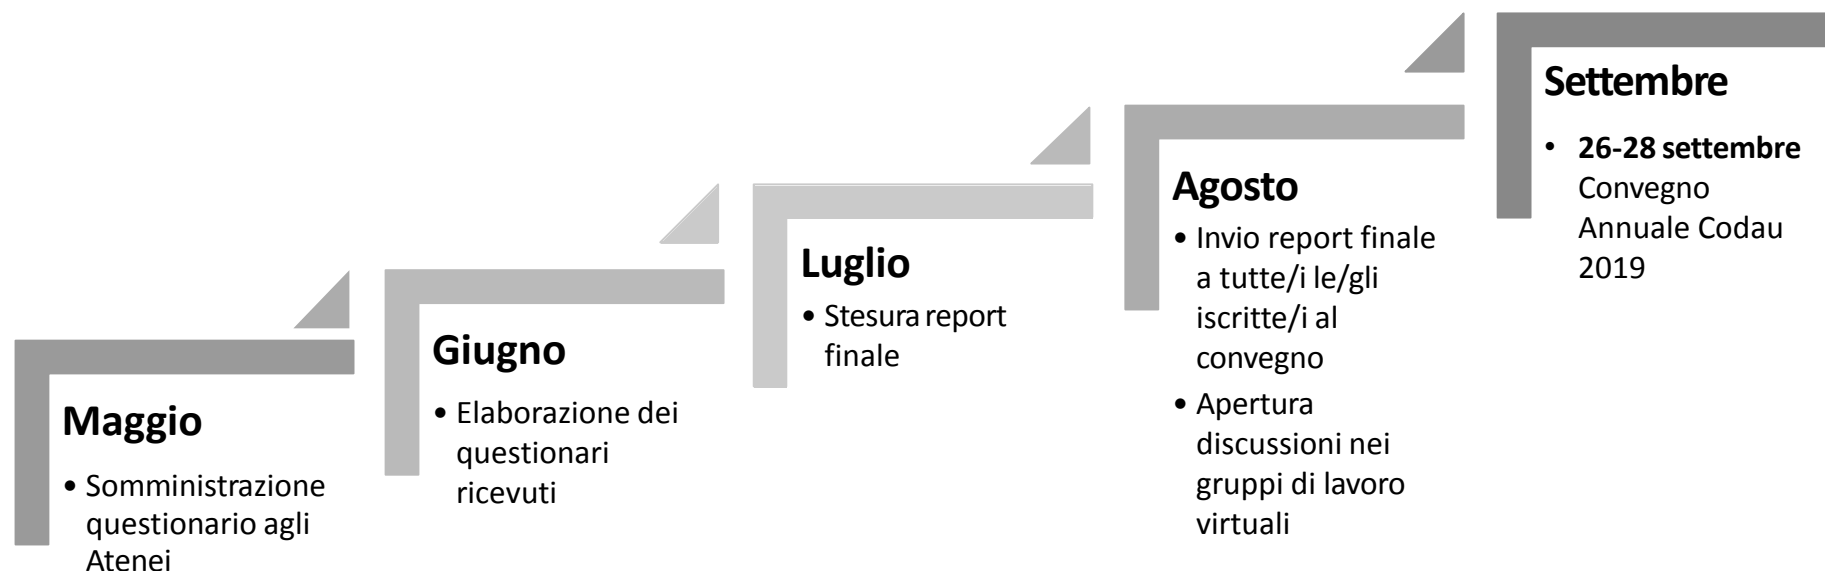 Maggio
• Somministrazione
questionario agli
Atenei
Giugno
• Elaborazione dei
questionari
ricevuti
Luglio
• Stesura report
finale
Agosto
• Invio report finale
a tutte/i le/gli
iscritte/i al
convegno
• Apertura
discussioni nei
gruppi di lavoro
virtuali
Settembre
• 26-28 settembre
Convegno
Annuale Codau
2019